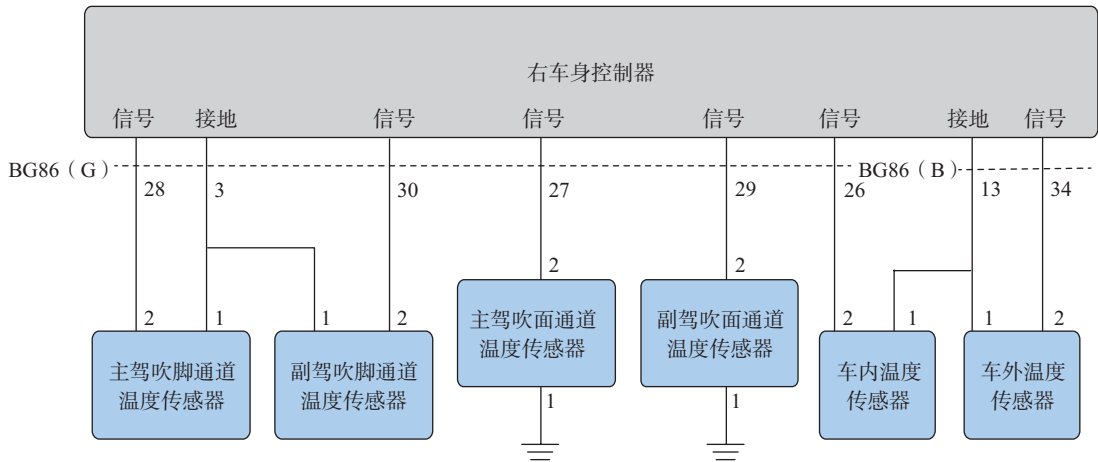 右车身控制器
信号 接地 信号 信号 信号 信号 接地 信号
BG86（G） BG86（B）
28 3 30 27 29 26 13 34
2 2
2 1 1 2 主驾吹面通道 副驾吹面通道 2 1 1 2
温度传感器 温度传感器
主驾吹脚通道 副驾吹脚通道 车内温度 车外温度
温度传感器 温度传感器 传感器 传感器
1 1